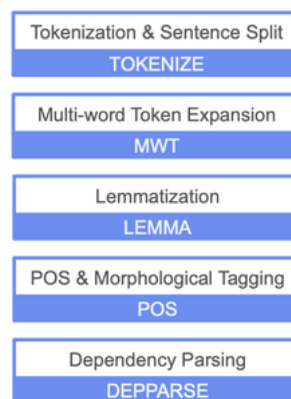 Tokenization & Sentence Split
TOKENIZE
Multi-word Token Expansion
MWT
Lemmatization
LEMMA
POS & Morphological Tagging
POS
Dependency Parsing
DEPPARSE